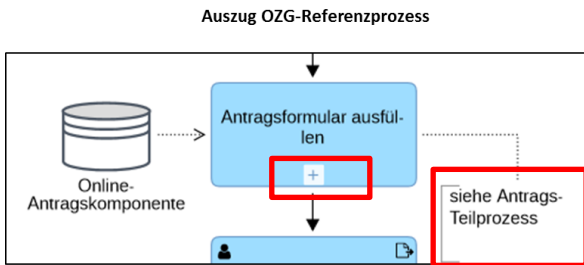 Auszug OZG-Referenzprozess
Antragsformular ausfül-
len
+
Online-
Antragskomponente
siehe Antrags-
Teilprozess